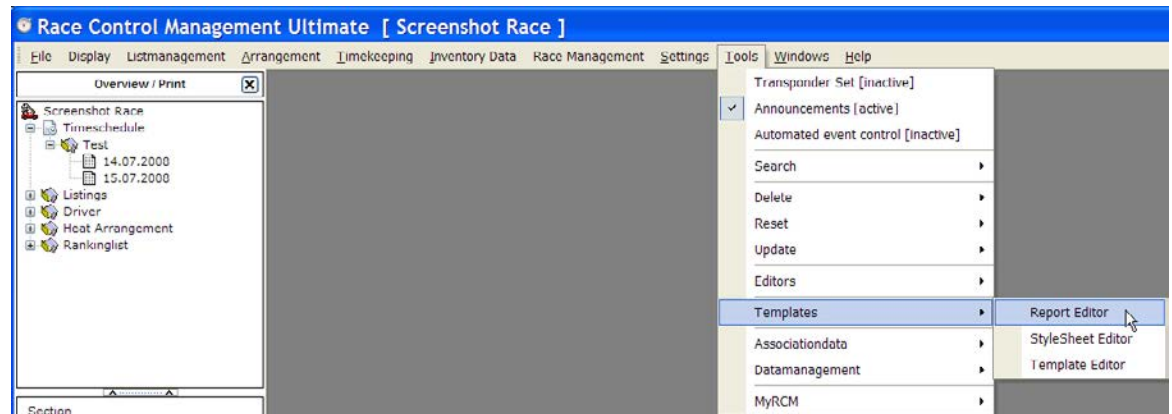 Race Control Management Ultimate [ Screenshot Race ]
File Display Listmanagement Arrangement Timekeeping Inventory Data Race Management Settings Tools Windows Help
Overview / Print
Screenshot Race
Timeschedule
Test
14.07.2008
15.07.2008
Listings
Driver
Heat Arrangement
Rankinglist
Section
Transponder Set [inactive]
Announcements [active]
Automated event control [inactive]
Search
Delete
Reset
Update
Editors
Templates
Associationdata
Datamanagement
MyRCM
Report Editor
StyleSheet Editor
Template Editor